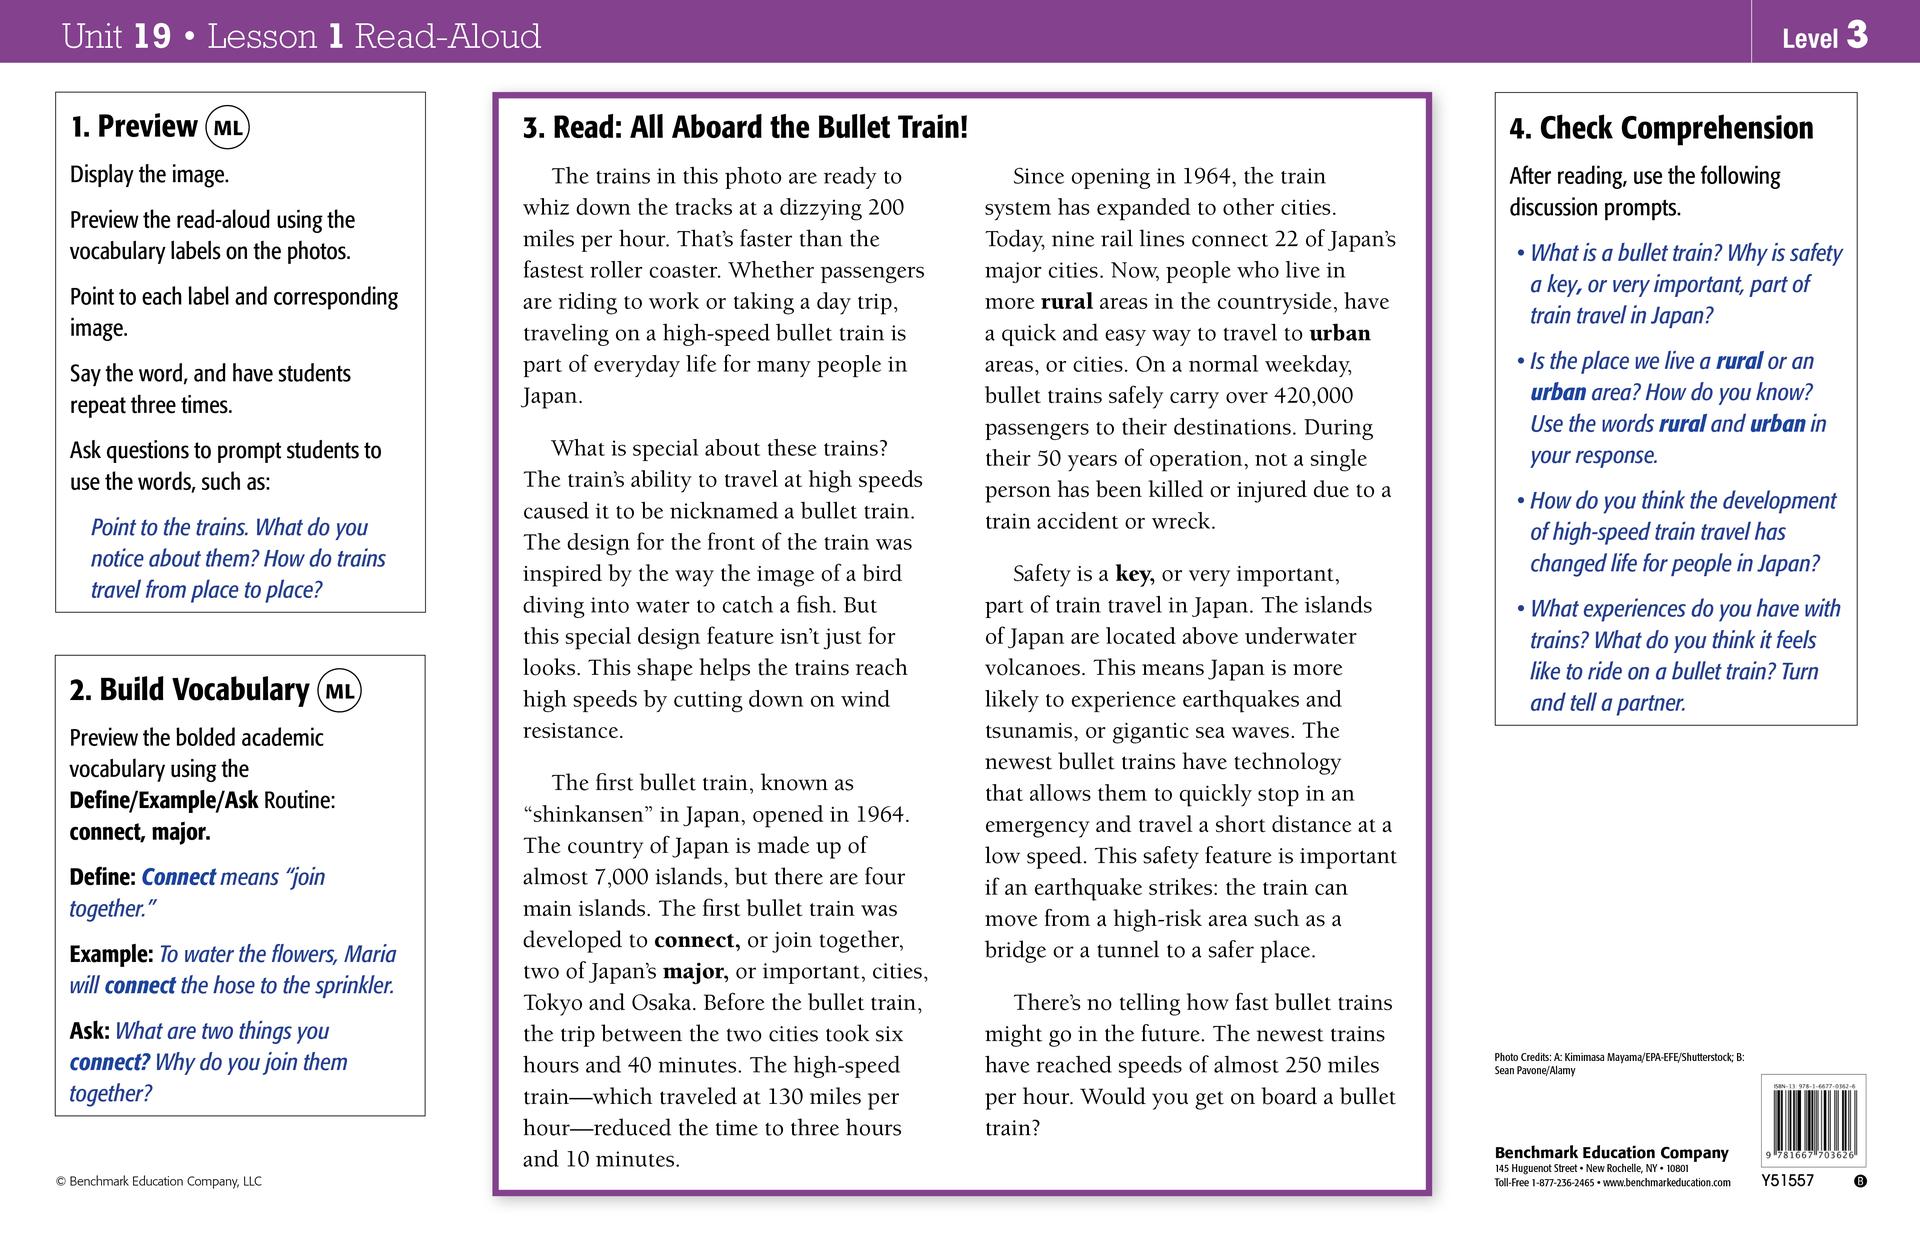 Unit 19 • Lesson 1 Read-Aloud
Level 3
1. Preview ML
Display the image.
Preview the read-aloud using the
vocabulary labels on the photos.
Point to each label and corresponding
image.
Say the word, and have students
repeat three times.
Ask questions to prompt students to
use the words, such as:
Point to the trains. What do you
notice about them? How do trains
travel from place to place?
2. Build Vocabulary ML
Preview the bolded academic
vocabulary using the
Define/Example/Ask Routine:
connect, major.
Define: Connect means “join
together.”
Example: To water the flowers, Maria
will connect the hose to the sprinkler.
Ask: What are two things you
connect? Why do you join them
together?
© Benchmark Education Company, LLC
3. Read: All Aboard the Bullet Train!
The trains in this photo are ready to
whiz down the tracks at a dizzying 200
miles per hour. That’s faster than the
fastest roller coaster. Whether passengers
are riding to work or taking a day trip,
traveling on a high-speed bullet train is
part of everyday life for many people in
Japan.
What is special about these trains?
The train’s ability to travel at high speeds
caused it to be nicknamed a bullet train.
The design for the front of the train was
inspired by the way the image of a bird
diving into water to catch a fish. But
this special design feature isn’t just for
looks. This shape helps the trains reach
high speeds by cutting down on wind
resistance.
The first bullet train, known as
“shinkansen” in Japan, opened in 1964.
The country of Japan is made up of
almost 7,000 islands, but there are four
main islands. The first bullet train was
developed to connect, or join together,
two of Japan’s major, or important, cities,
Tokyo and Osaka. Before the bullet train,
the trip between the two cities took six
hours and 40 minutes. The high-speed
train—which traveled at 130 miles per
hour—reduced the time to three hours
and 10 minutes.
Since opening in 1964, the train
system has expanded to other cities.
Today, nine rail lines connect 22 of Japan’s
major cities. Now, people who live in
more rural areas in the countryside, have
a quick and easy way to travel to urban
areas, or cities. On a normal weekday,
bullet trains safely carry over 420,000
passengers to their destinations. During
their 50 years of operation, not a single
person has been killed or injured due to a
train accident or wreck.
Safety is a key, or very important,
part of train travel in Japan. The islands
of Japan are located above underwater
volcanoes. This means Japan is more
likely to experience earthquakes and
tsunamis, or gigantic sea waves. The
newest bullet trains have technology
that allows them to quickly stop in an
emergency and travel a short distance at a
low speed. This safety feature is important
if an earthquake strikes: the train can
move from a high-risk area such as a
bridge or a tunnel to a safer place.
There’s no telling how fast bullet trains
might go in the future. The newest trains
have reached speeds of almost 250 miles
per hour. Would you get on board a bullet
train?
4. Check Comprehension
After reading, use the following
discussion prompts.
• What is a bullet train? Why is safety
a key, or very important, part of
train travel in Japan?
• Is the place we live a rural or an
urban area? How do you know?
Use the words rural and urban in
your response.
• How do you think the development
of high-speed train travel has
changed life for people in Japan?
• What experiences do you have with
trains? What do you think it feels
like to ride on a bullet train? Turn
and tell a partner.
Photo Credits: A: Kimimasa Mayama/EPA-EFE/Shutterstock; B:
Sean Pavone/Alamy
Benchmark Education Company
145 Huguenot Street • New Rochelle, NY • 10801
Toll-Free 1-877-236-2465 • www.benchmarkeducation.com
ISBN-13 978-1-6677-0362-6
9 781667 703626
Y51557
B